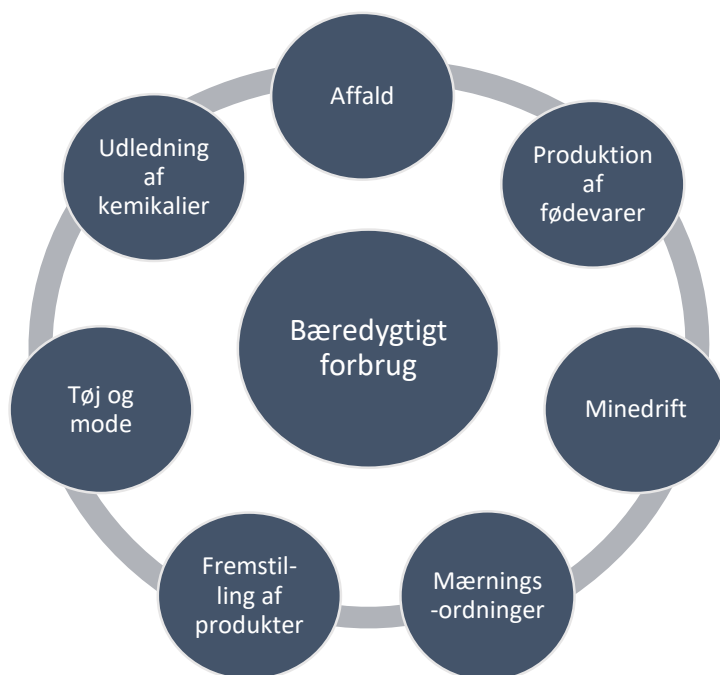 Affald
Produktion
af
fødevarer
Minedrift
Mærnings
-ordninger
Fremstil-
ling af
produkter
Tøj og
mode
Udledning
af
kemikalier
Bæredygtigt
forbrug